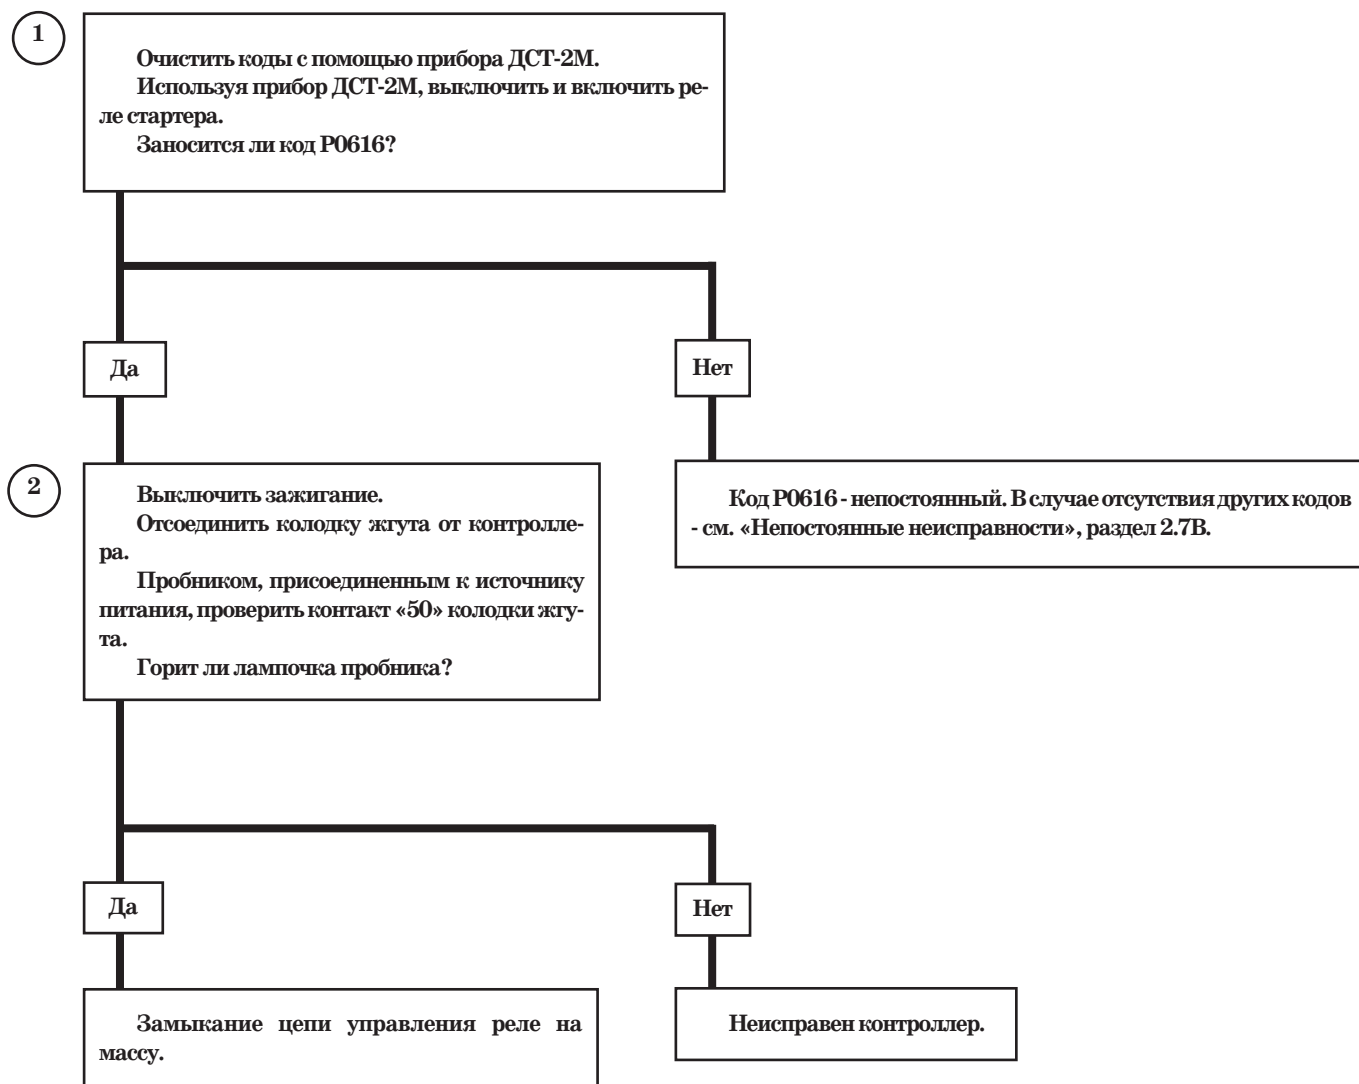 1
Очистить коды с помощью прибора ДСТ-2М.
Используя прибор ДСТ-2М, выключить и включить ре-
ле стартера.
Заносится ли код Р0616?
Да
Нет
2
Выключить зажигание.
Отсоединить колодку жгута от контролле-
ра.
Пробником, присоединенным к источнику
питания, проверить контакт «50» колодки жгу-
та.
Горит ли лампочка пробника?
Код Р0616 - непостоянный. В случае отсутствия других кодов
- см. «Непостоянные неисправности», раздел 2.7В.
Да
Нет
Замыкание цепи управления реле на
массу.
Неисправен контроллер.